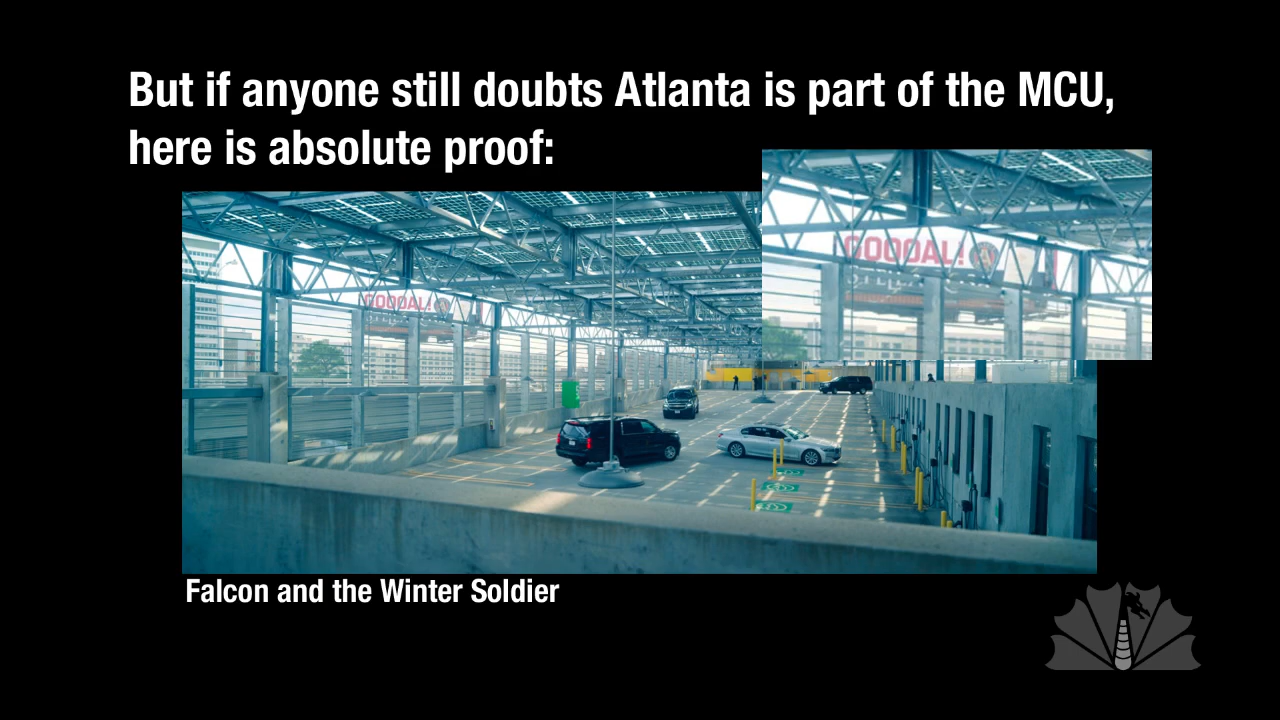 But if anyone still doubts Atlanta is part of the MCU,
here is absolute proof:
GOOOAL!
GOOOAL!
Falcon and the Winter Soldier